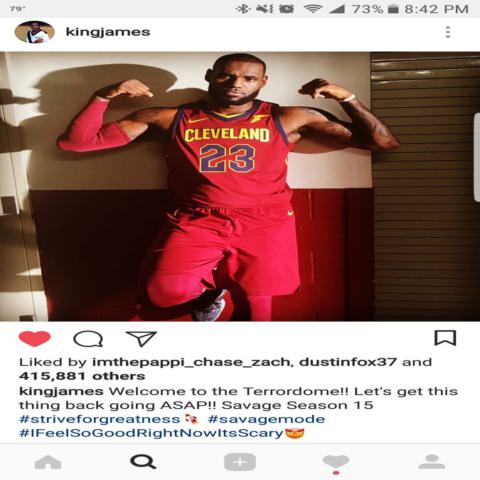 79°
73% 8:42 PM
kingjames
CLEVELAND
23
Liked by imthepappi_chase_zach, dustinfox37 and
415,881 others
kingjames Welcome to the Terrordome!! Let's get this
thing back going ASAP!! Savage Season 15
#striveforgreatness🚀 #savagemode
#IFeelSoGoodRightNowItsScary😈